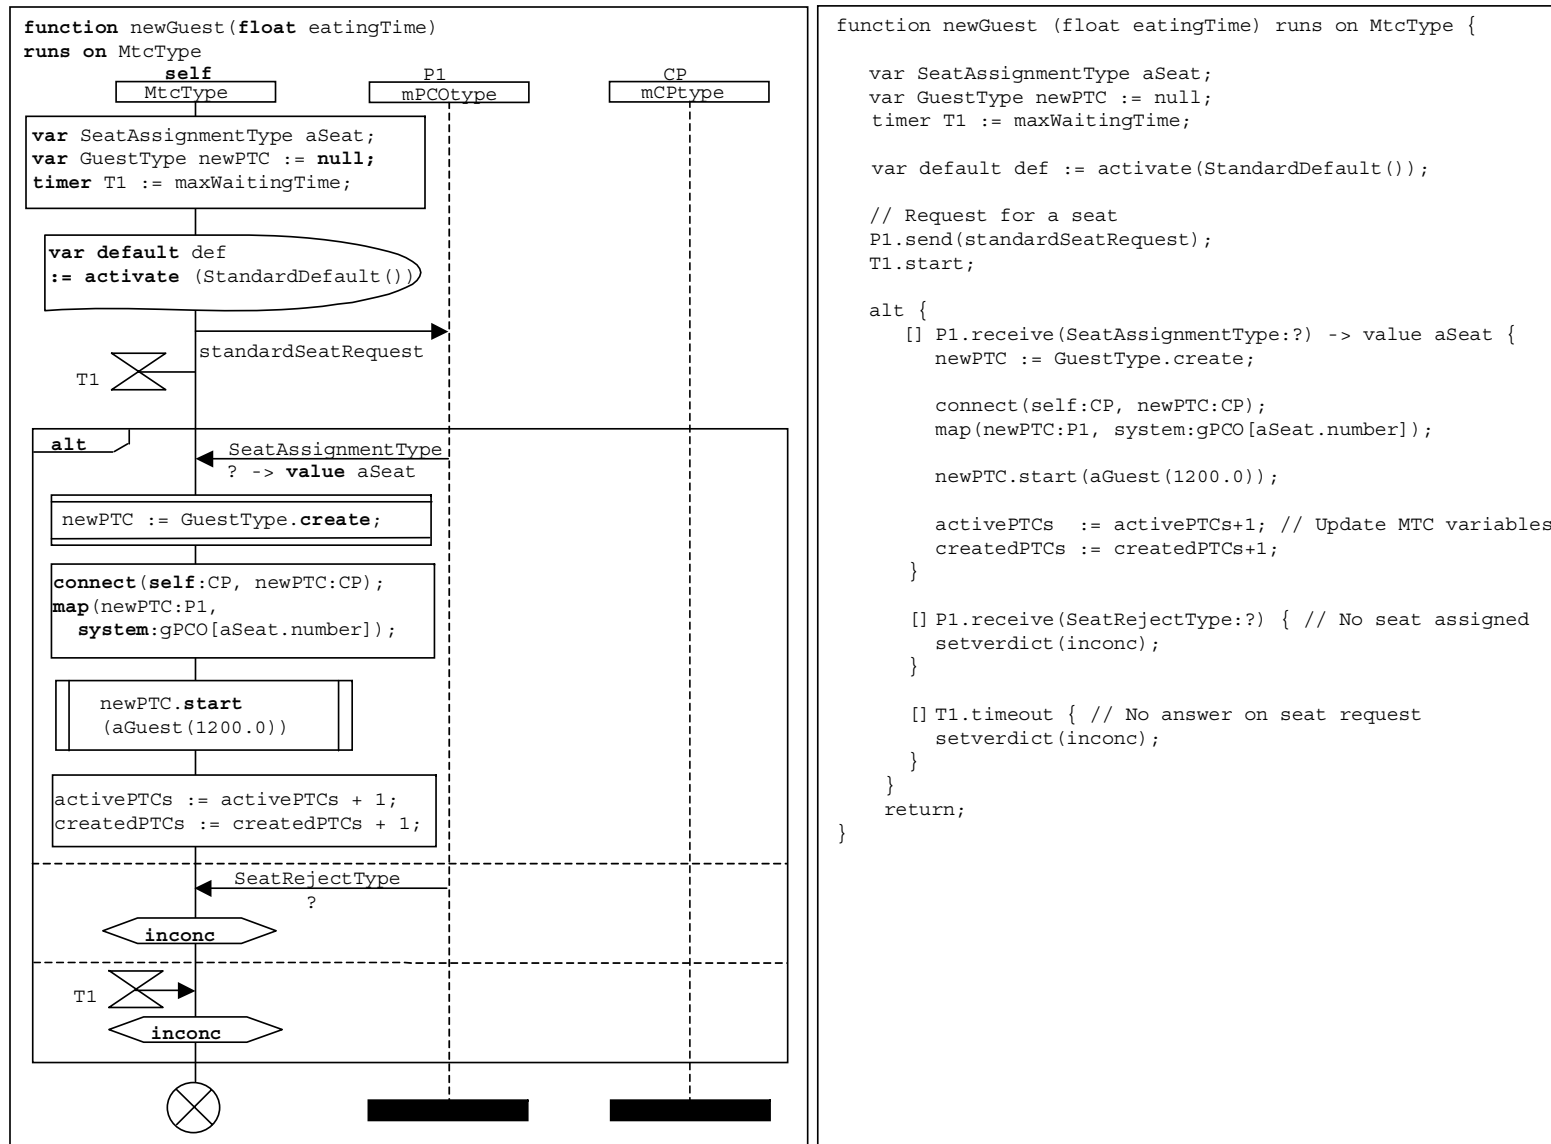 function newGuest(float eatingTime)
runs on MtcType
self P1 CP
MtcType mPCOtype mCPtype
var SeatAssignmentType aSeat;
var GuestType newPTC := null;
timer T1 := maxWaitingTime;
var default def
:= activate (StandardDefault())
standardSeatRequest
T1
alt
SeatAssignmentType
? -> value aSeat
newPTC := GuestType.create;
connect(self:CP, newPTC:CP);
map(newPTC:P1,
system:gPCO[aSeat.number]);
newPTC.start
(aGuest(1200.0))
activePTCs := activePTCs + 1;
createdPTCs := createdPTCs + 1;
SeatRejectType
?
inconc
T1
inconc
function newGuest (float eatingTime) runs on MtcType {
var SeatAssignmentType aSeat;
var GuestType newPTC := null;
timer T1 := maxWaitingTime;
var default def := activate(StandardDefault());
// Request for a seat
P1.send(standardSeatRequest);
T1.start;
alt {
[] P1.receive(SeatAssignmentType:?) -> value aSeat {
newPTC := GuestType.create;
connect(self:CP, newPTC:CP);
map(newPTC:P1, system:gPCO[aSeat.number]);
newPTC.start(aGuest(1200.0));
activePTCs := activePTCs+1; // Update MTC variables
createdPTCs := createdPTCs+1;
}
[] P1.receive(SeatRejectType:?) { // No seat assigned
setverdict(inconc);
}
[] T1.timeout { // No answer on seat request
setverdict(inconc);
}
}
return;
}